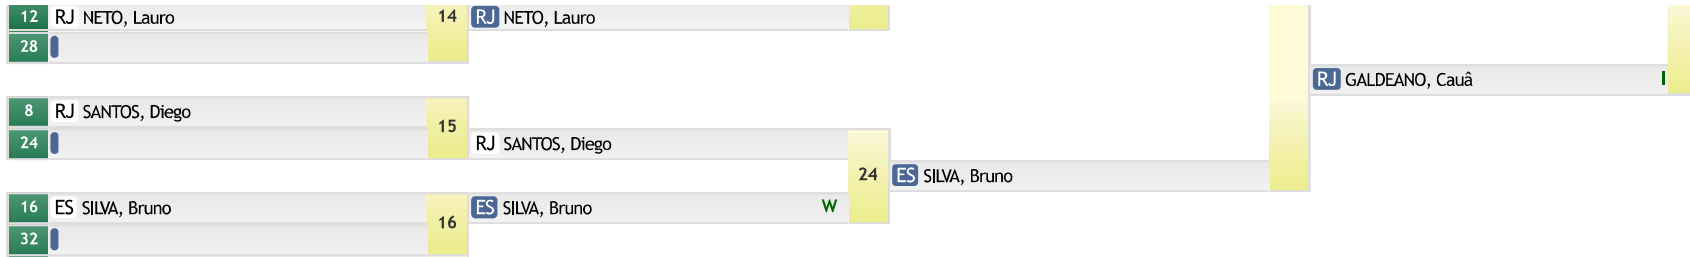 12 RJ NETO, Lauro 14 RJ NETO, Lauro
28
RJ GALDEANO, Cauâ I
8 RJ SANTOS, Diego
15
24
RJ SANTOS, Diego
24 ES SILVA, Bruno
16 ES SILVA, Bruno ES SILVA, Bruno W
16
32